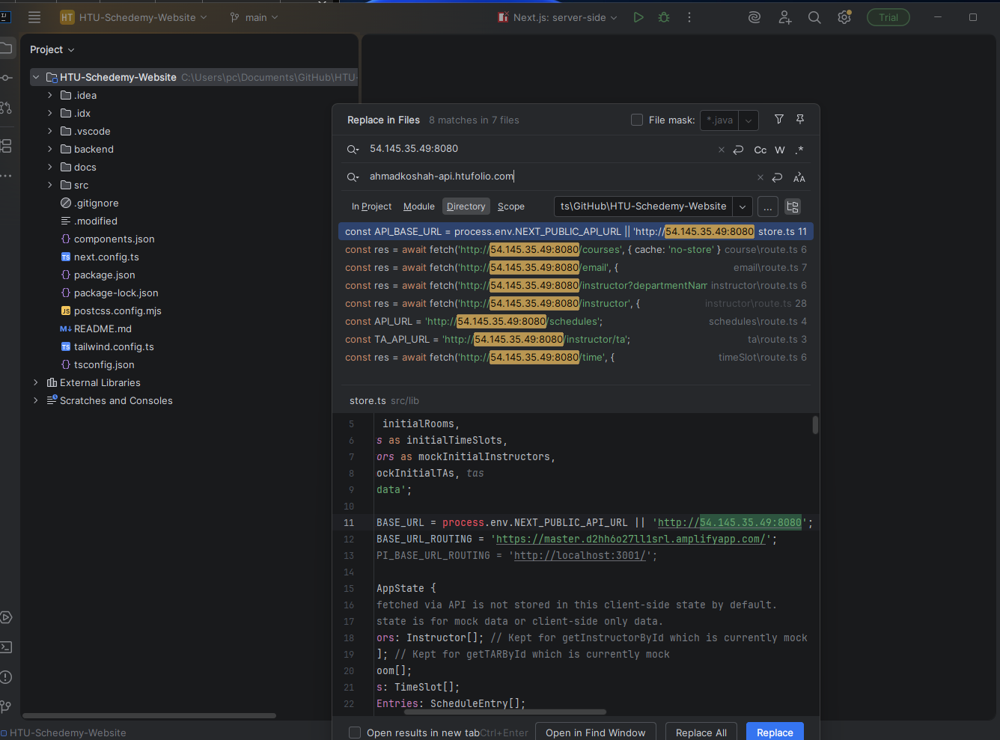 HT HTU-Schedemy-Website main Next.js: server-side Trial
Project
HTU-Schedemy-Website C:\Users\pc\Documents\GitHub\HTU-
.idea
.idx
.vscode
backend
docs
src
.gitignore
.modified
components.json
next.config.ts
package.json
package-lock.json
postcss.config.mjs
README.md
tailwind.config.ts
tsconfig.json
External Libraries
Scratches and Consoles
Replace in Files 8 matches in 7 files File mask: *.java
54.145.35.49:8080 Cc W .*
ahmadkoshah-api.htufolio.com
In Project Module Directory Scope ts\GitHub\HTU-Schedemy-Website ...
const API_BASE_URL = process.env.NEXT_PUBLIC_API_URL || 'http://54.145.35.49:8080 store.ts 11
const res = await fetch('http://54.145.35.49:8080/courses', { cache: 'no-store' } course\route.ts 6
const res = await fetch('http://54.145.35.49:8080/email', { email\route.ts 7
const res = await fetch('http://54.145.35.49:8080/instructor?departmentNam instructor\route.ts 6
const res = await fetch('http://54.145.35.49:8080/instructor', { instructor\route.ts 28
const API_URL = 'http://54.145.35.49:8080/schedules'; schedules\route.ts 4
const TA_API_URL = 'http://54.145.35.49:8080/instructor/ta'; ta\route.ts 3
const res = await fetch('http://54.145.35.49:8080/time', { timeSlot\route.ts 6
store.ts src/lib
5 initialRooms,
6 s as initialTimeSlots,
7 ors as mockInitialInstructors,
8 ockInitialTAs, tas
9 data';
10
11 BASE_URL = process.env.NEXT_PUBLIC_API_URL || 'http://54.145.35.49:8080';
12 BASE_URL_ROUTING = 'https://master.d2hh6o27ll1srl.amplifyapp.com/';
13 PI_BASE_URL_ROUTING = 'http://localhost:3001/';
14
15 AppState {
16 fetched via API is not stored in this client-side state by default.
17 state is for mock data or client-side only data.
18 ors: Instructor[]; // Kept for getInstructorById which is currently mock
19 ]; // Kept for getTARById which is currently mock
20 oom[];
21 s: TimeSlot[];
22 Entries: ScheduleEntry[];
Open results in new tab Ctrl+Enter Open in Find Window Replace All Replace
HTU-Schedemy-Website